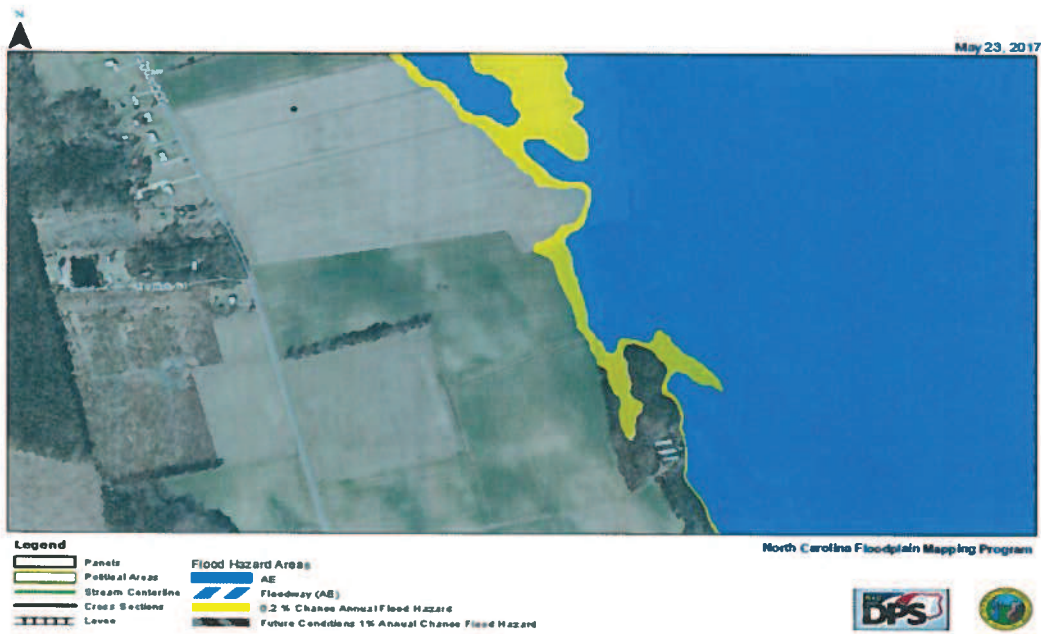 N
May 23, 2017
North Carolina Floodplain Mapping Program
Legend
Panels
Political Areas
Stream Centerline
Cross Sections
Levee
Flood Hazard Areas
AE
Floodway (AE)
0.2 % Chance Annual Flood Hazard
Future Conditions 1% Annual Chance Flood Hazard
DPS